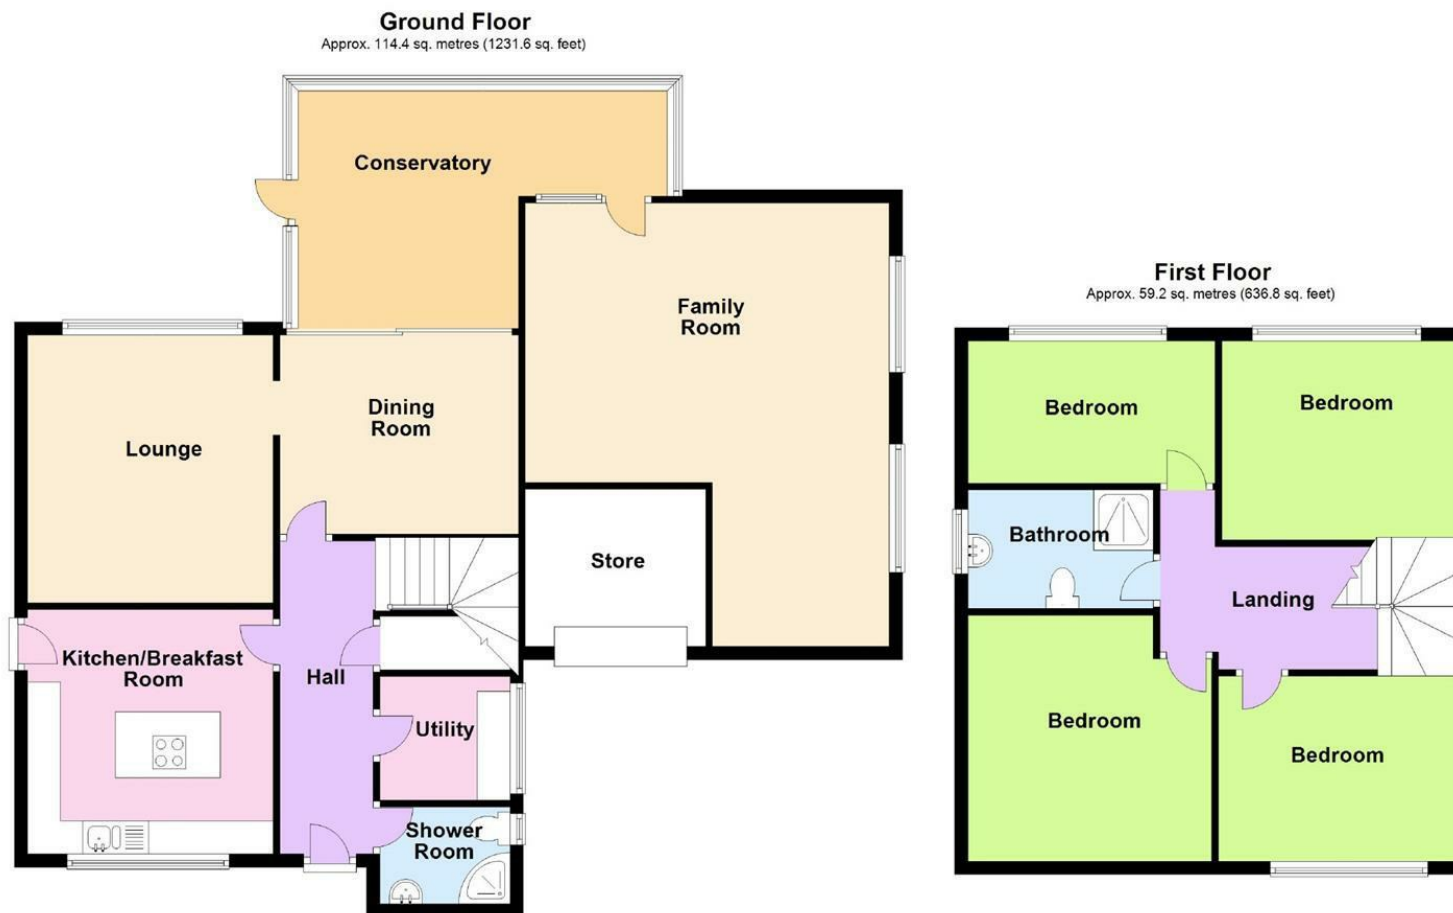 Ground Floor
Approx. 114.4 sq. metres (1231.6 sq. feet)
Conservatory
Family
Room
Dining
Room
Lounge
Store
Kitchen/Breakfast
Room
Hall
Utility
Shower
Room
First Floor
Approx. 59.2 sq. metres (636.8 sq. feet)
Bedroom
Bedroom
Bathroom
Landing
Bedroom
Bedroom